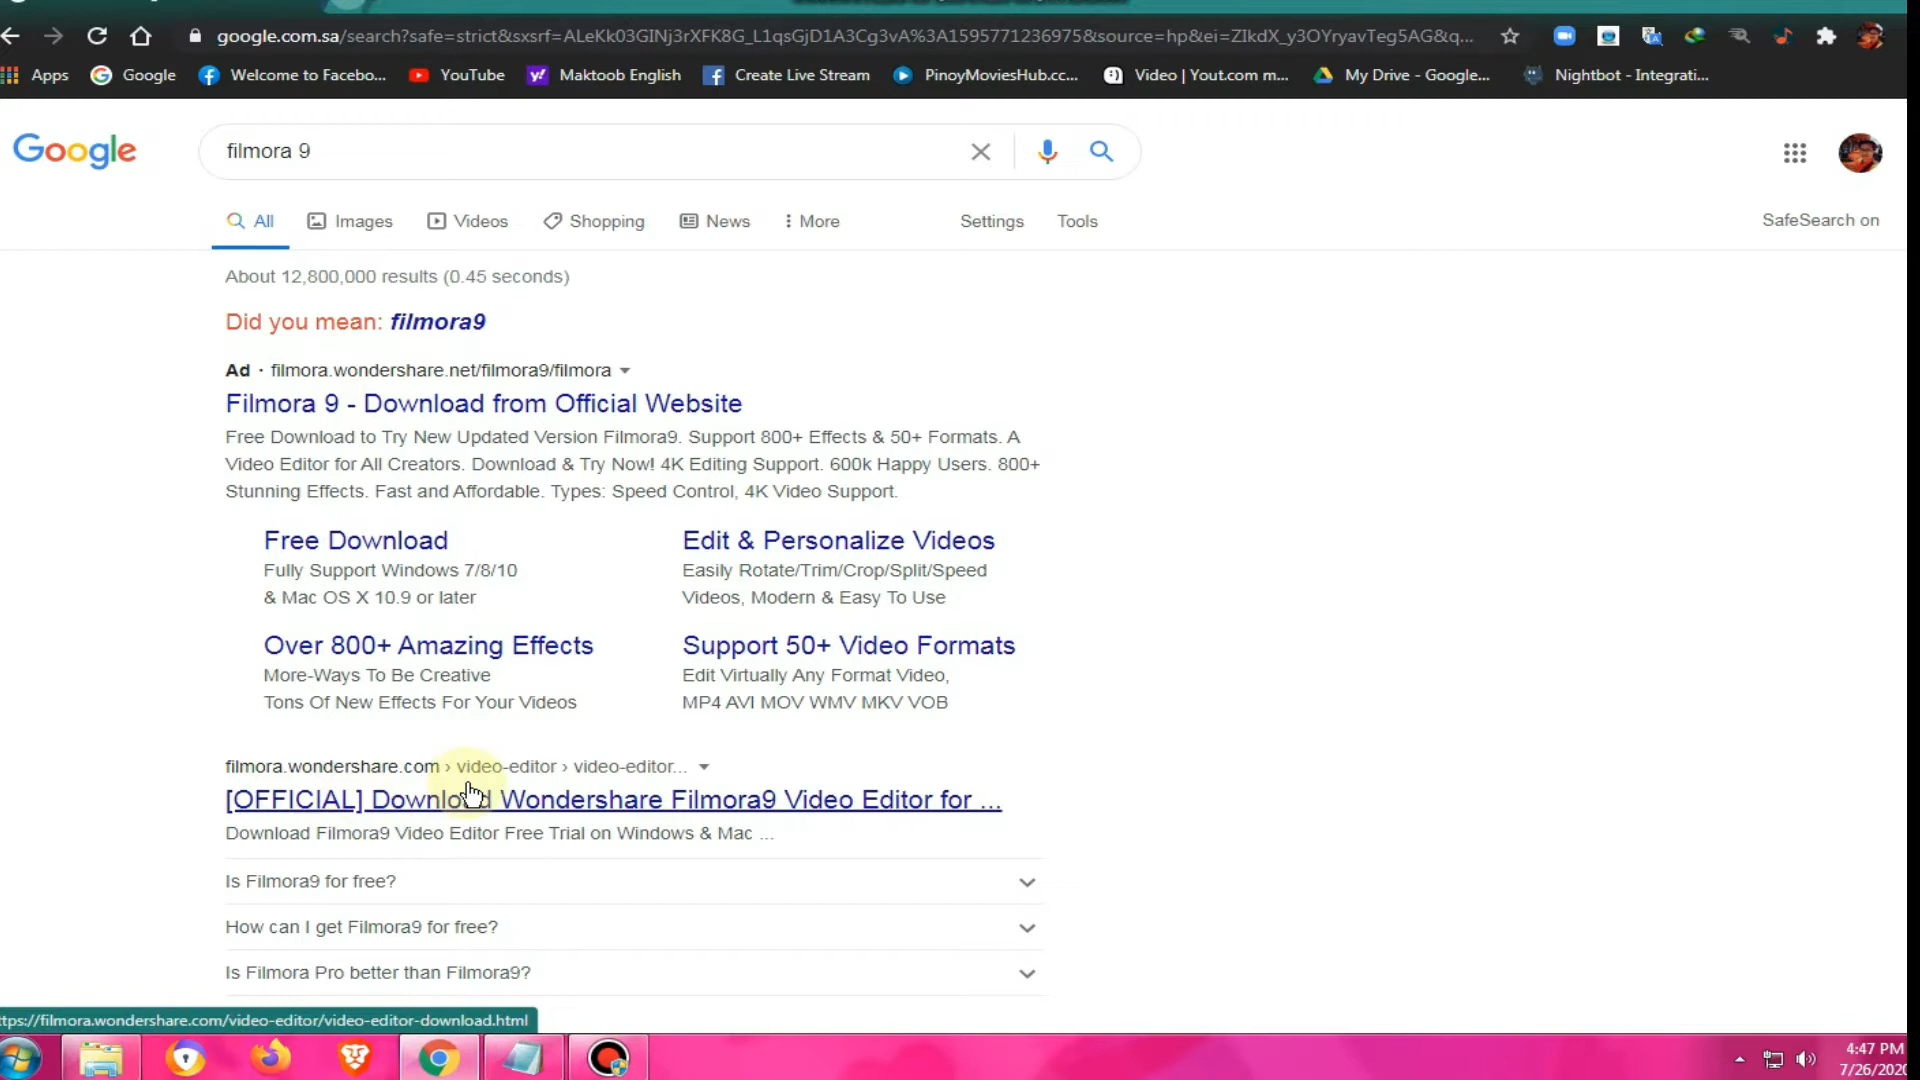 google.com.sa/search?safe=strict&sxsrf=ALeKk03GINj3rXFK8G_L1qsGjD1A3Cg3vA%3A1595771236975&source=hp&ei=ZIkdX_y3OYryavTeg5AG&q...
Apps Google Welcome to Facebo... YouTube Maktoob English Create Live Stream PinoyMoviesHub.cc... Video | Yout.com m... My Drive - Google... Nightbot - Integrati...
Google filmora 9
All Images Videos Shopping News More Settings Tools SafeSearch on
About 12,800,000 results (0.45 seconds)
Did you mean: filmora9
Ad · filmora.wondershare.net/filmora9/filmora
Filmora 9 - Download from Official Website
Free Download to Try New Updated Version Filmora9. Support 800+ Effects & 50+ Formats. A
Video Editor for All Creators. Download & Try Now! 4K Editing Support. 600k Happy Users. 800+
Stunning Effects. Fast and Affordable. Types: Speed Control, 4K Video Support.
Free Download
Fully Support Windows 7/8/10
& Mac OS X 10.9 or later
Edit & Personalize Videos
Easily Rotate/Trim/Crop/Split/Speed
Videos, Modern & Easy To Use
Over 800+ Amazing Effects
More-Ways To Be Creative
Tons Of New Effects For Your Videos
Support 50+ Video Formats
Edit Virtually Any Format Video,
MP4 AVI MOV WMV MKV VOB
filmora.wondershare.com › video-editor › video-editor...
[OFFICIAL] Download Wondershare Filmora9 Video Editor for ...
Download Filmora9 Video Editor Free Trial on Windows & Mac ...
Is Filmora9 for free?
How can I get Filmora9 for free?
Is Filmora Pro better than Filmora9?
ttps://filmora.wondershare.com/video-editor/video-editor-download.html
4:47 PM
7/26/2020